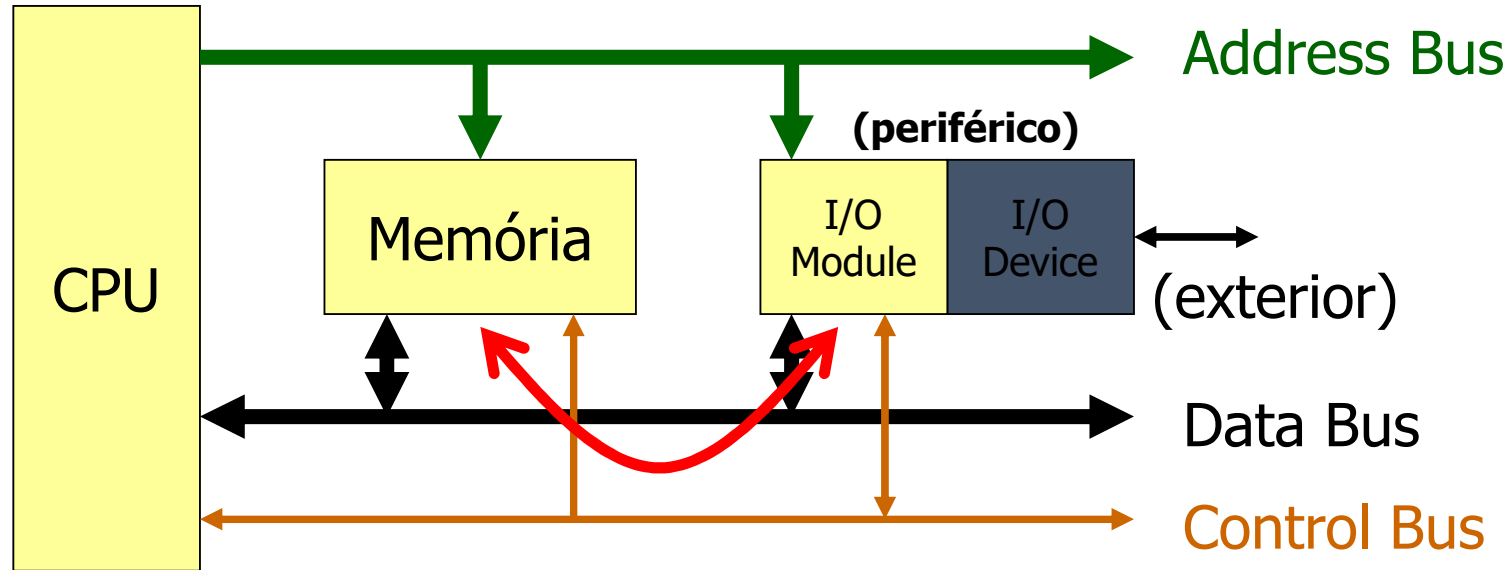 Address Bus
(periférico)
CPU
Memória
I/O
Module
I/O
Device
(exterior)
Data Bus
Control Bus